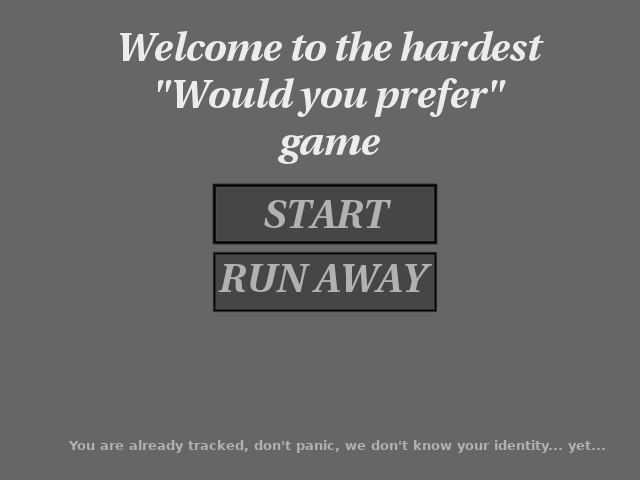 Welcome to the hardest
"Would you prefer"
game
START
RUN AWAY
You are already tracked, don't panic, we don't know your identity... yet...